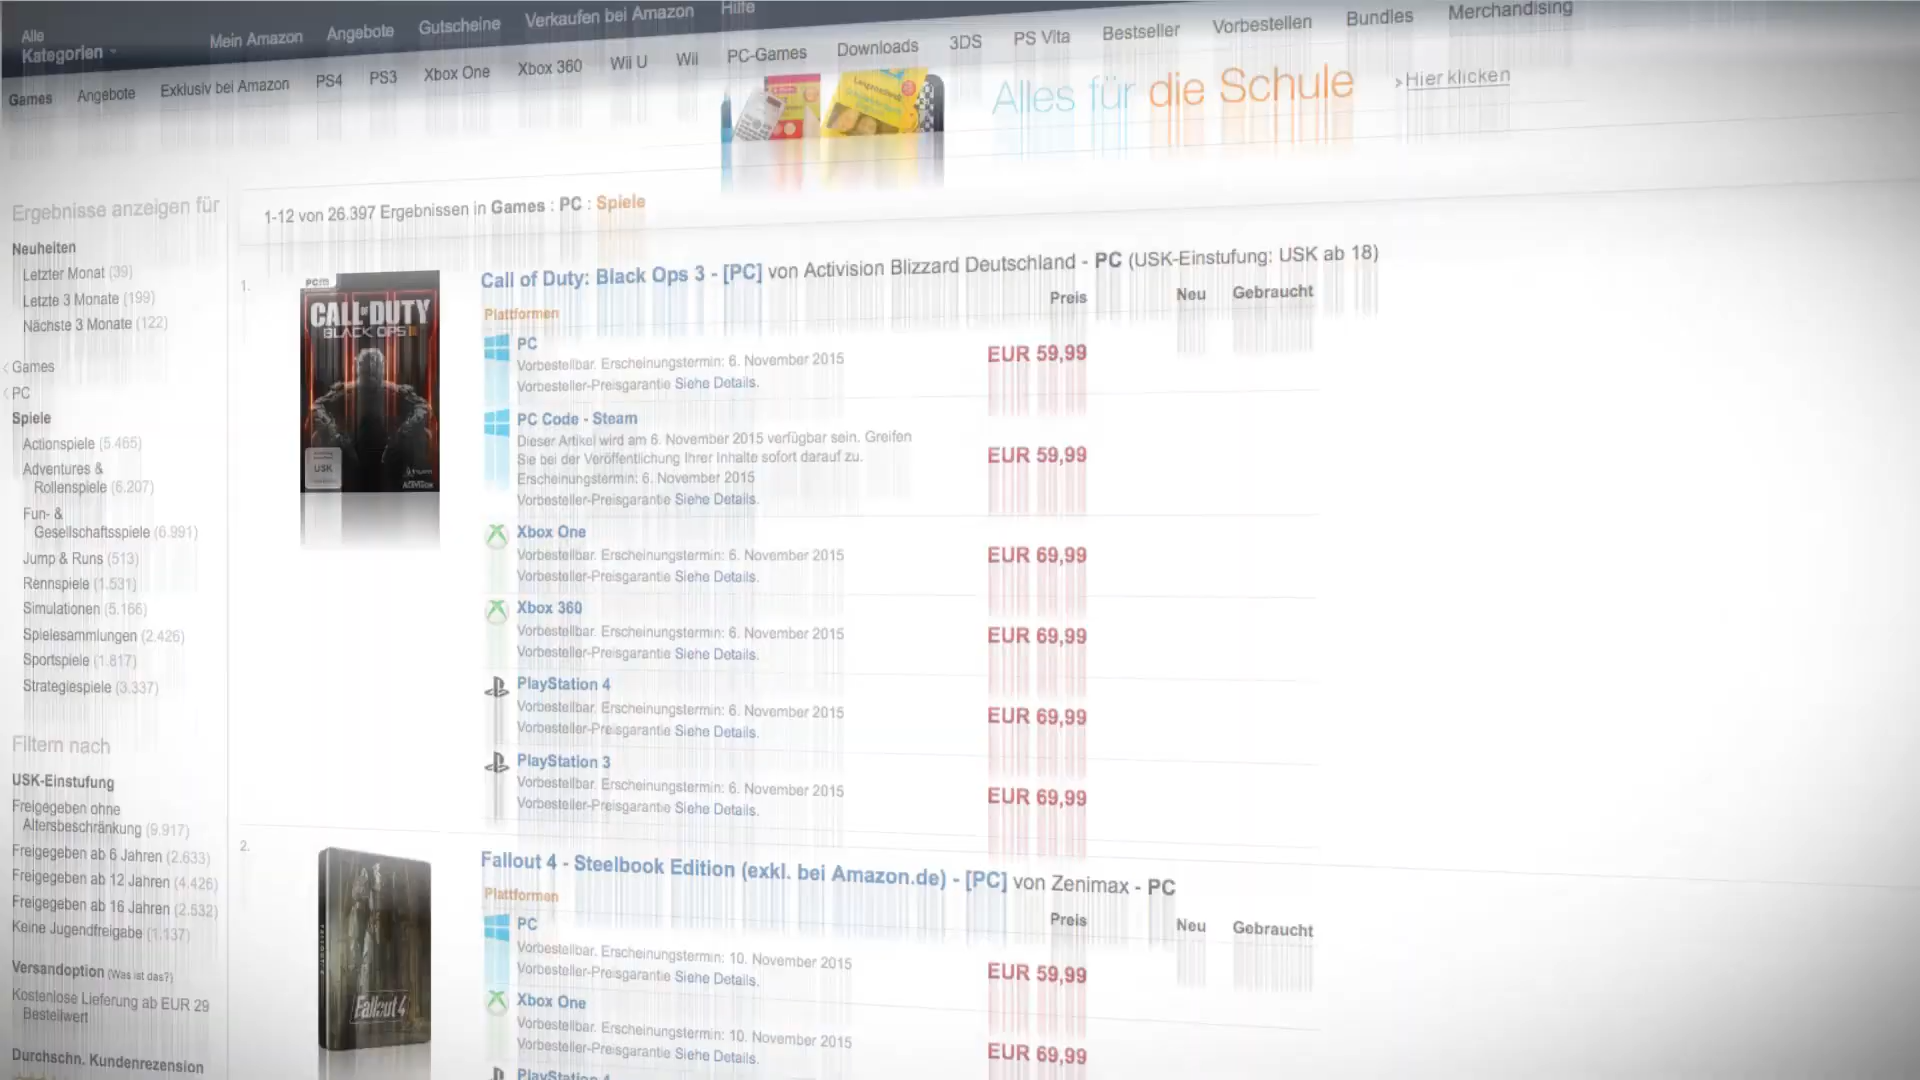 Alle
Kategorien
Mein Amazon
Angebote
Gutscheine
Verkaufen bei Amazon
Hilfe
Games
Angebote
Exklusiv bei Amazon
PS4
PS3
Xbox One
Xbox 360
Wii U
Wii
PC-Games
Downloads
3DS
PS Vita
Bestseller
Vorbestellen
Bundles
Merchandising
Alles für die Schule
›Hier klicken
Ergebnisse anzeigen für
Neuheiten
Letzter Monat (39)
Letzte 3 Monate (199)
Nächste 3 Monate (122)
‹ Games
‹ PC
Spiele
Actionspiele (5.465)
Adventures &
Rollenspiele (6.207)
Fun- &
Gesellschaftsspiele (6.991)
Jump & Runs (513)
Rennspiele (1.531)
Simulationen (5.166)
Spielesammlungen (2.426)
Sportspiele (1.817)
Strategiespiele (3.337)
Filtern nach
USK-Einstufung
Freigegeben ohne
Altersbeschränkung (9.917)
Freigegeben ab 6 Jahren (2.633)
Freigegeben ab 12 Jahren (4.426)
Freigegeben ab 16 Jahren (2.532)
Keine Jugendfreigabe (1.137)
Versandoption (Was ist das?)
Kostenlose Lieferung ab EUR 29
Bestellwert
Durchschn. Kundenrezension
1-12 von 26.397 Ergebnissen in Games : PC : Spiele
1.
CALL OF DUTY
BLACK OPS III
USK
ACTIVISION
Call of Duty: Black Ops 3 - [PC] von Activision Blizzard Deutschland - PC (USK-Einstufung: USK ab 18)
Plattformen
Preis
Neu
Gebraucht
PC
Vorbestellbar. Erscheinungstermin: 6. November 2015
Vorbesteller-Preisgarantie Siehe Details.
EUR 59,99
PC Code - Steam
Dieser Artikel wird am 6. November 2015 verfügbar sein. Greifen
Sie bei der Veröffentlichung Ihrer Inhalte sofort darauf zu.
Erscheinungstermin: 6. November 2015
Vorbesteller-Preisgarantie Siehe Details.
EUR 59,99
Xbox One
Vorbestellbar. Erscheinungstermin: 6. November 2015
Vorbesteller-Preisgarantie Siehe Details.
EUR 69,99
Xbox 360
Vorbestellbar. Erscheinungstermin: 6. November 2015
Vorbesteller-Preisgarantie Siehe Details.
EUR 69,99
PlayStation 4
Vorbestellbar. Erscheinungstermin: 6. November 2015
Vorbesteller-Preisgarantie Siehe Details.
EUR 69,99
PlayStation 3
Vorbestellbar. Erscheinungstermin: 6. November 2015
Vorbesteller-Preisgarantie Siehe Details.
EUR 69,99
2.
Fallout 4
Fallout 4 - Steelbook Edition (exkl. bei Amazon.de) - [PC] von Zenimax - PC
Plattformen
Preis
Neu
Gebraucht
PC
Vorbestellbar. Erscheinungstermin: 10. November 2015
Vorbesteller-Preisgarantie Siehe Details.
EUR 59,99
Xbox One
Vorbestellbar. Erscheinungstermin: 10. November 2015
Vorbesteller-Preisgarantie Siehe Details.
EUR 69,99
PlayStation 4